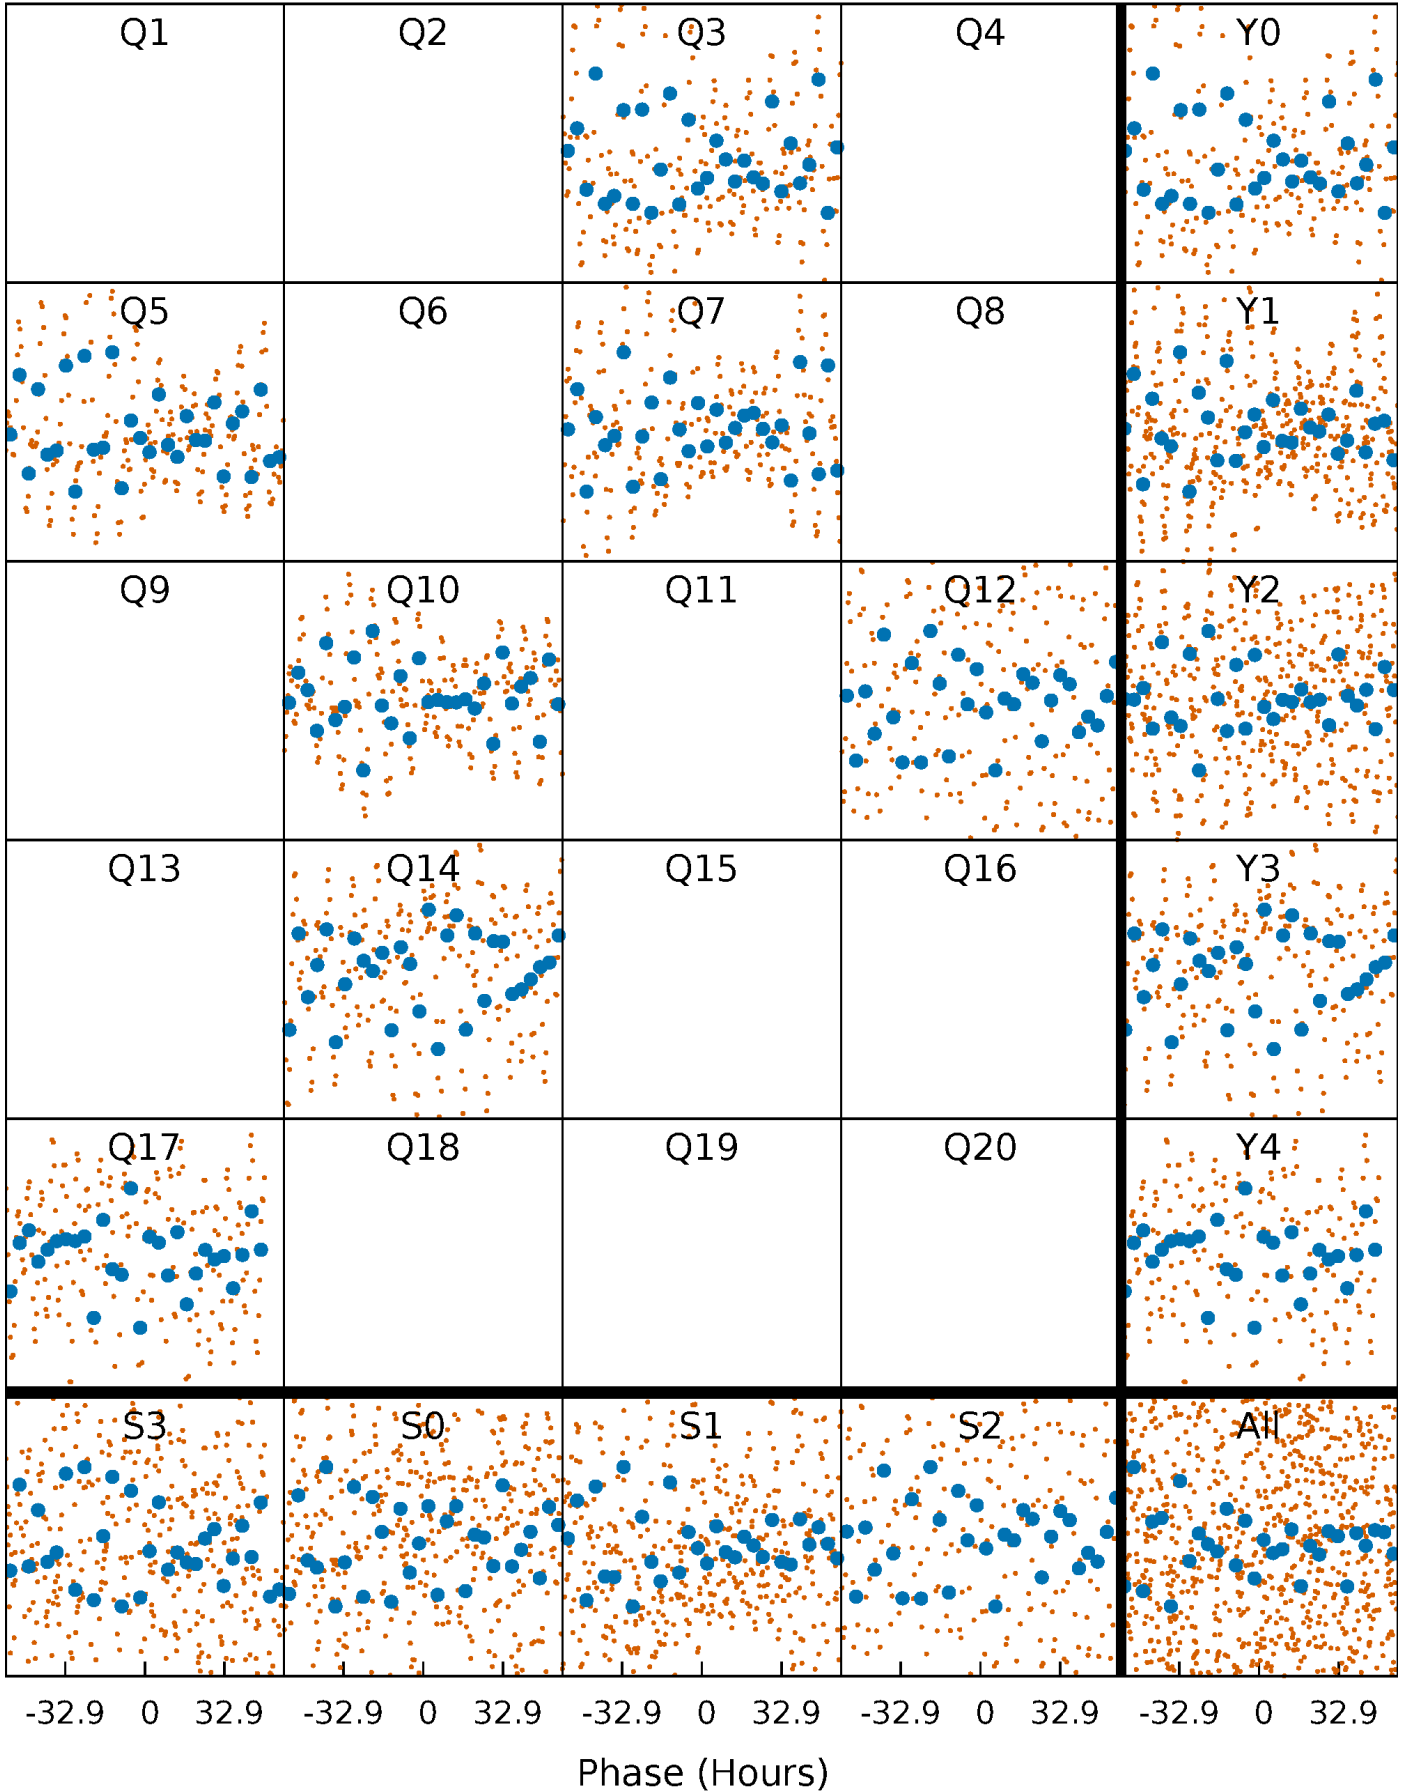 Q1 Q2 Q3 Q4 Y0
Q5 Q6 Q7 Q8 Y1
Q9 Q10 Q11 Q12 Y2
Q13 Q14 Q15 Q16 Y3
Q17 Q18 Q19 Q20 Y4
S3 S0 S1 S2 All
-32.9 0 32.9 -32.9 0 32.9 -32.9 0 32.9 -32.9 0 32.9 -32.9 0 32.9
Phase (Hours)